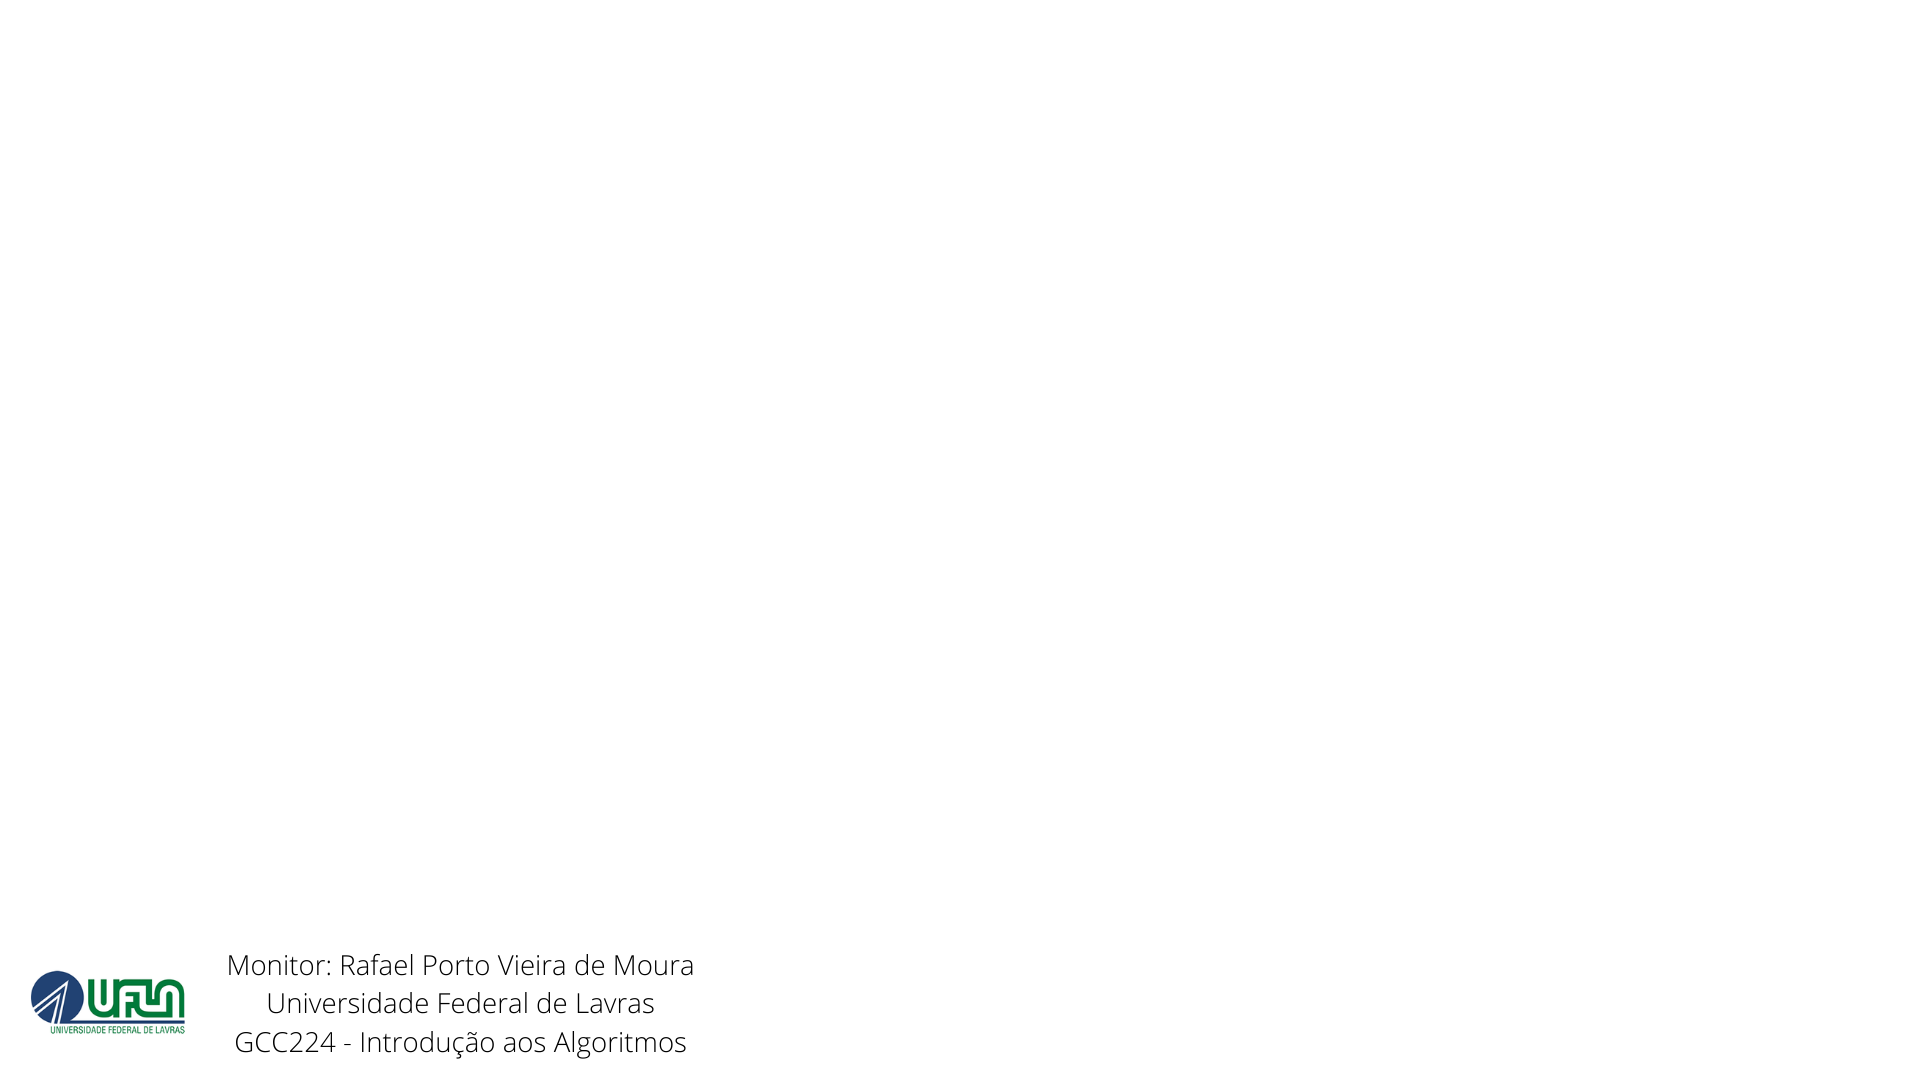 Monitor: Rafael Porto Vieira de Moura
Universidade Federal de Lavras
GCC224 - Introdução aos Algoritmos
UFLA
UNIVERSIDADE FEDERAL DE LAVRAS